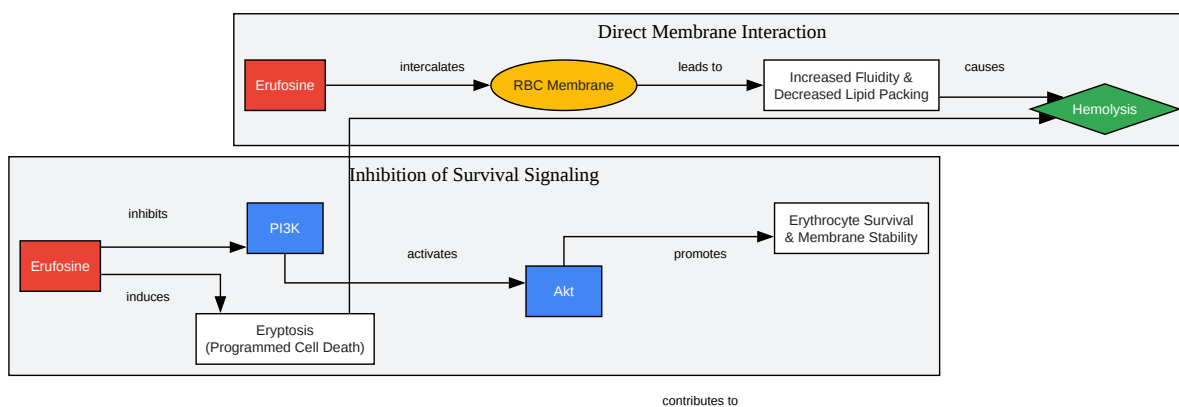 Direct Membrane Interaction
Erufosine
intercalates
RBC Membrane
leads to
Increased Fluidity &
Decreased Lipid Packing
causes
Hemolysis
Inhibition of Survival Signaling
Erufosine
inhibits
PI3K
activates
Akt
promotes
Erythrocyte Survival
& Membrane Stability
induces
Eryptosis
(Programmed Cell Death)
contributes to